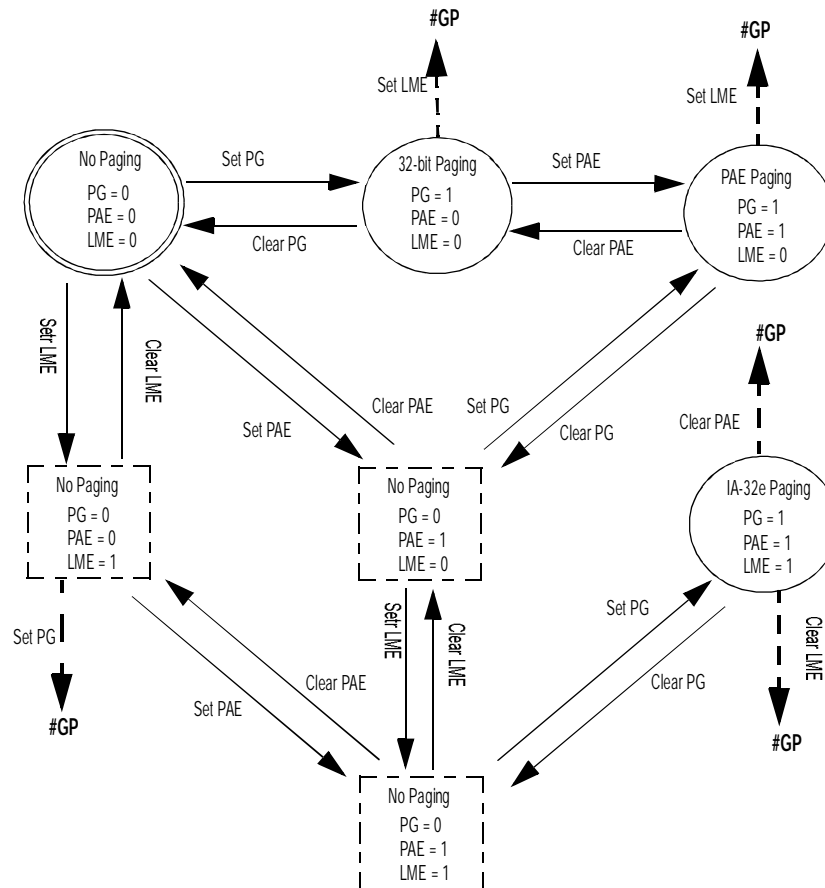 #GP
#GP
Set LME
Set LME
No Paging
PG = 0
PAE = 0
LME = 0
Set PG
Clear PG
32-bit Paging
PG = 1
PAE = 0
LME = 0
Set PAE
Clear PAE
PAE Paging
PG = 1
PAE = 1
LME = 0
Setr LME
Clear LME
Set PAE
Clear PAE
Set PG
Clear PG
#GP
Clear PAE
No Paging
PG = 0
PAE = 0
LME = 1
No Paging
PG = 0
PAE = 1
LME = 0
IA-32e Paging
PG = 1
PAE = 1
LME = 1
Set PG
#GP
Set PAE
Clear PAE
Setr LME
Clear LME
Set PG
Clear PG
Clear LME
#GP
No Paging
PG = 0
PAE = 1
LME = 1